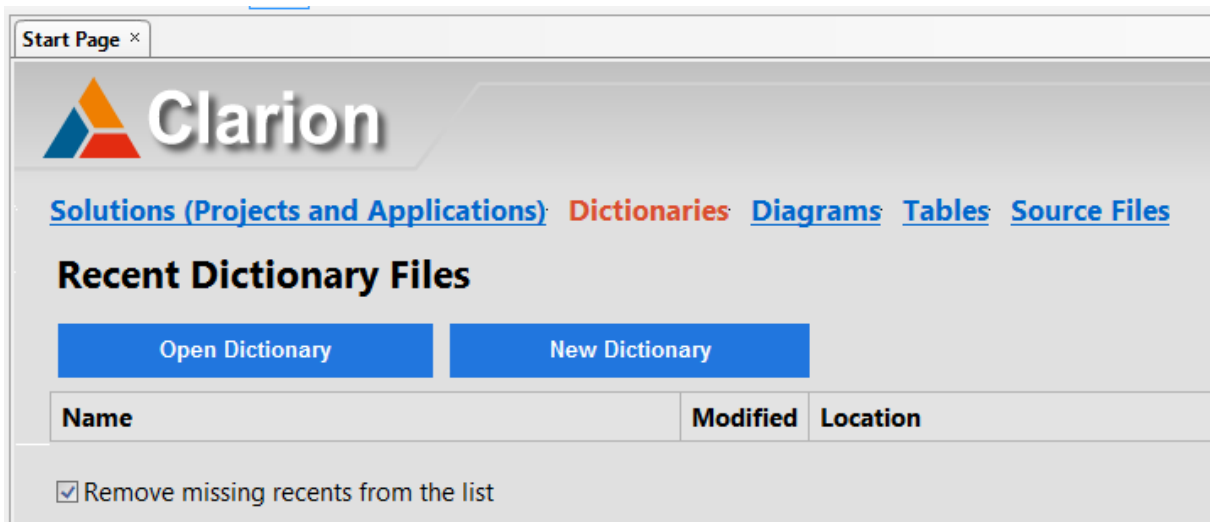 Start Page ×
Clarion
Solutions (Projects and Applications) Dictionaries Diagrams Tables Source Files
Recent Dictionary Files
Open Dictionary New Dictionary
Name Modified Location
Remove missing recents from the list